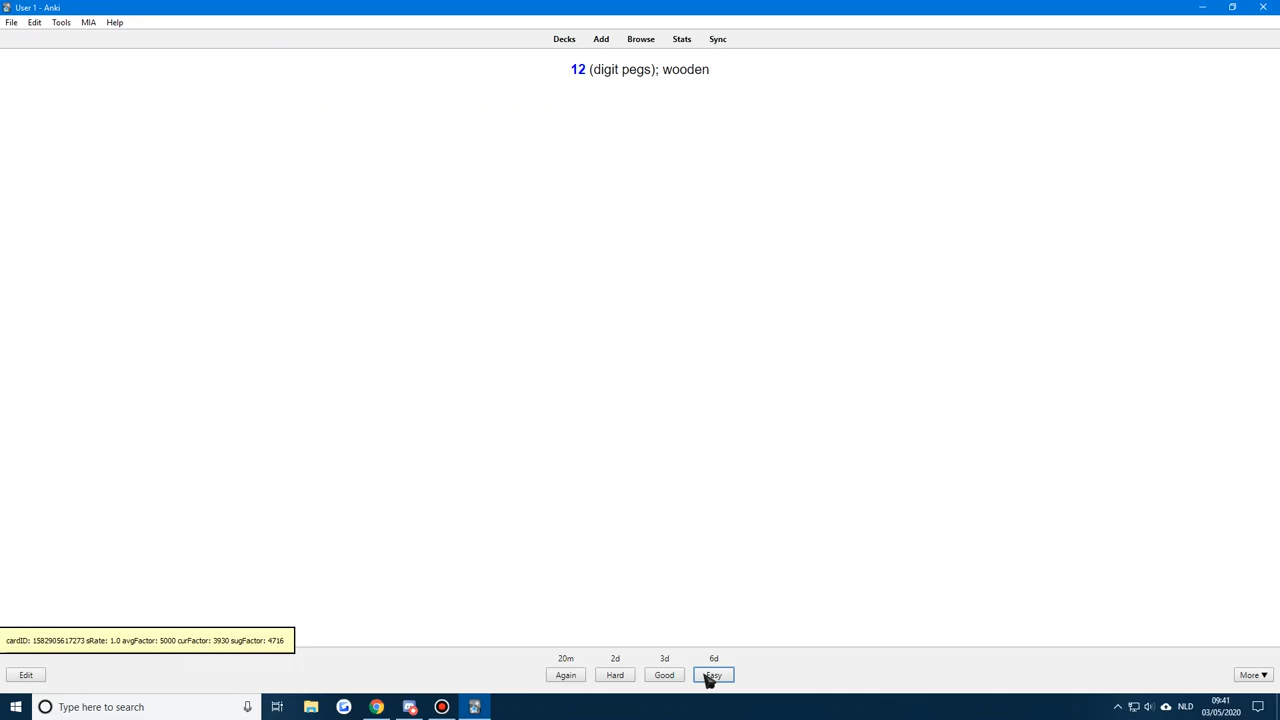 User 1 - Anki
File Edit Tools MIA Help
Decks Add Browse Stats Sync
12 (digit pegs); wooden
cardID: 1582905617273 sRate: 1.0 avgFactor: 5000 curFactor: 3930 sugFactor: 4716
20m 2d 3d 6d
Edit Again Hard Good Easy More
Type here to search
NLD
09:41
03/05/2020